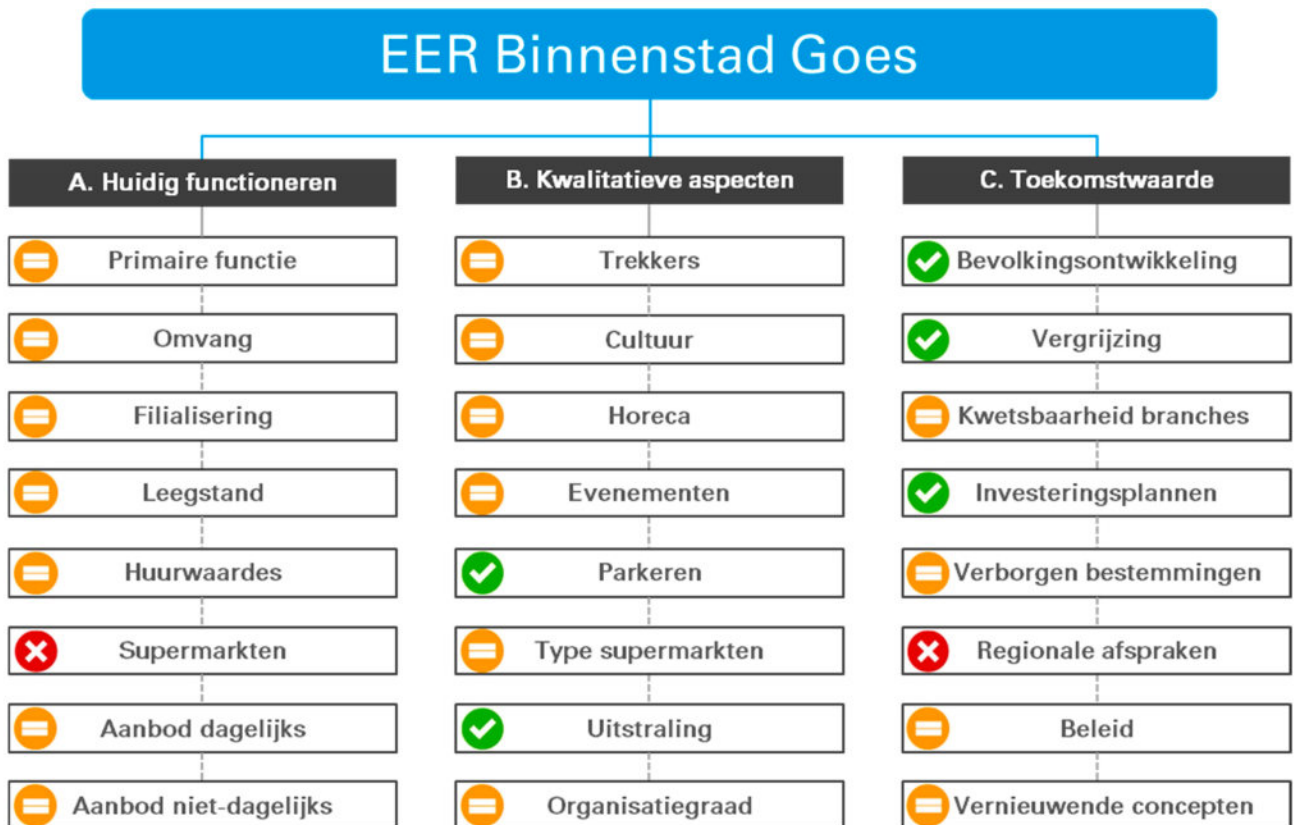 EER Binnenstad Goes
A. Huidig functioneren
Primaire functie
Omvang
Filialisering
Leegstand
Huurwaardes
Supermarkten
Aanbod dagelijks
Aanbod niet-dagelijks
B. Kwalitatieve aspecten
Trekkers
Cultuur
Horeca
Evenementen
Parkeren
Type supermarkten
Uitstraling
Organisatiegraad
C. Toekomstwaarde
Bevolkingsontwikkeling
Vergrijzing
Kwetsbaarheid branches
Investeringsplannen
Verborgen bestemmingen
Regionale afspraken
Beleid
Vernieuwende concepten